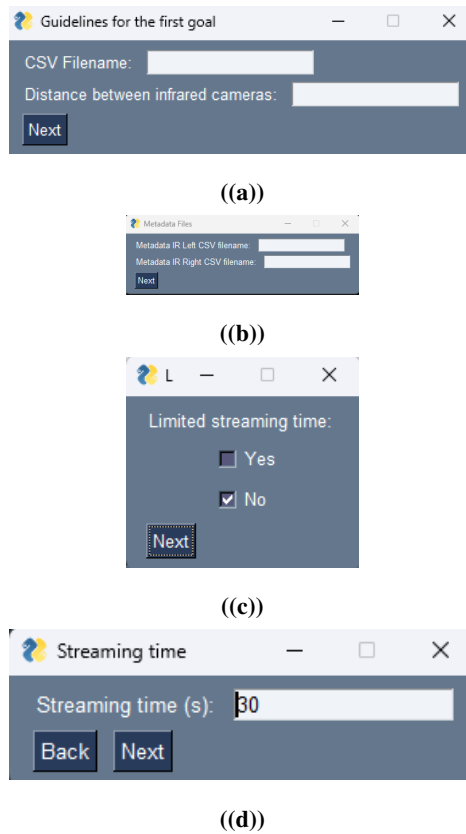 Guidelines for the first goal
CSV Filename:
Distance between infrared cameras:
Next
((a))
Metadata Files
Metadata IR Left CSV filename:
Metadata IR Right CSV filename:
Next
((b))
L
Limited streaming time:
Yes
No
Next
((c))
Streaming time
Streaming time (s): 30
Back Next
((d))